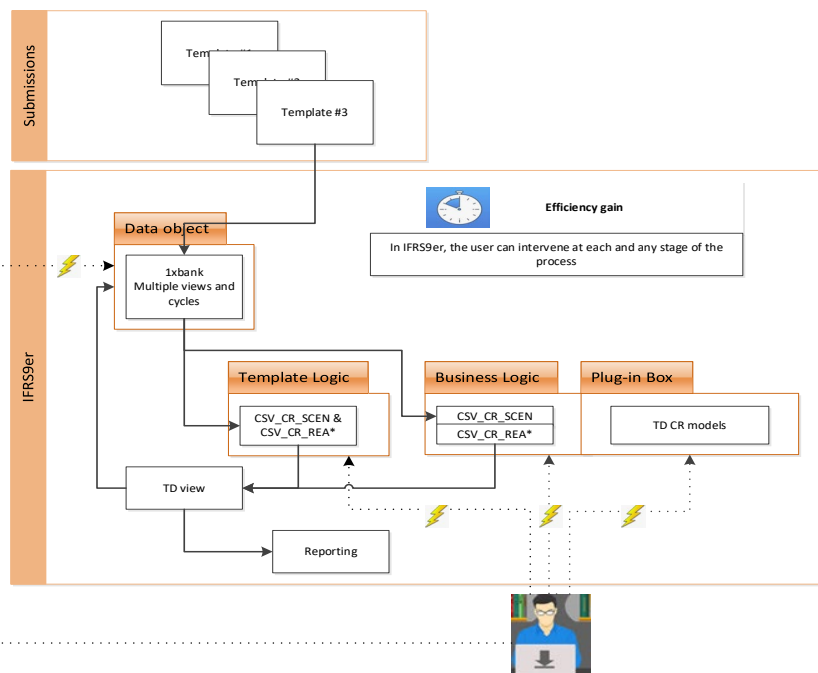 Submissions
Template #3
IFRS9er
Efficiency gain
In IFRS9er, the user can intervene at each and any stage of the
process
Data object
1xbank
Multiple views and
cycles
Template Logic
CSV_CR_SCEN &
CSV_CR_REA*
Business Logic
CSV_CR_SCEN
CSV_CR_REA*
Plug-in Box
TD CR models
TD view
Reporting